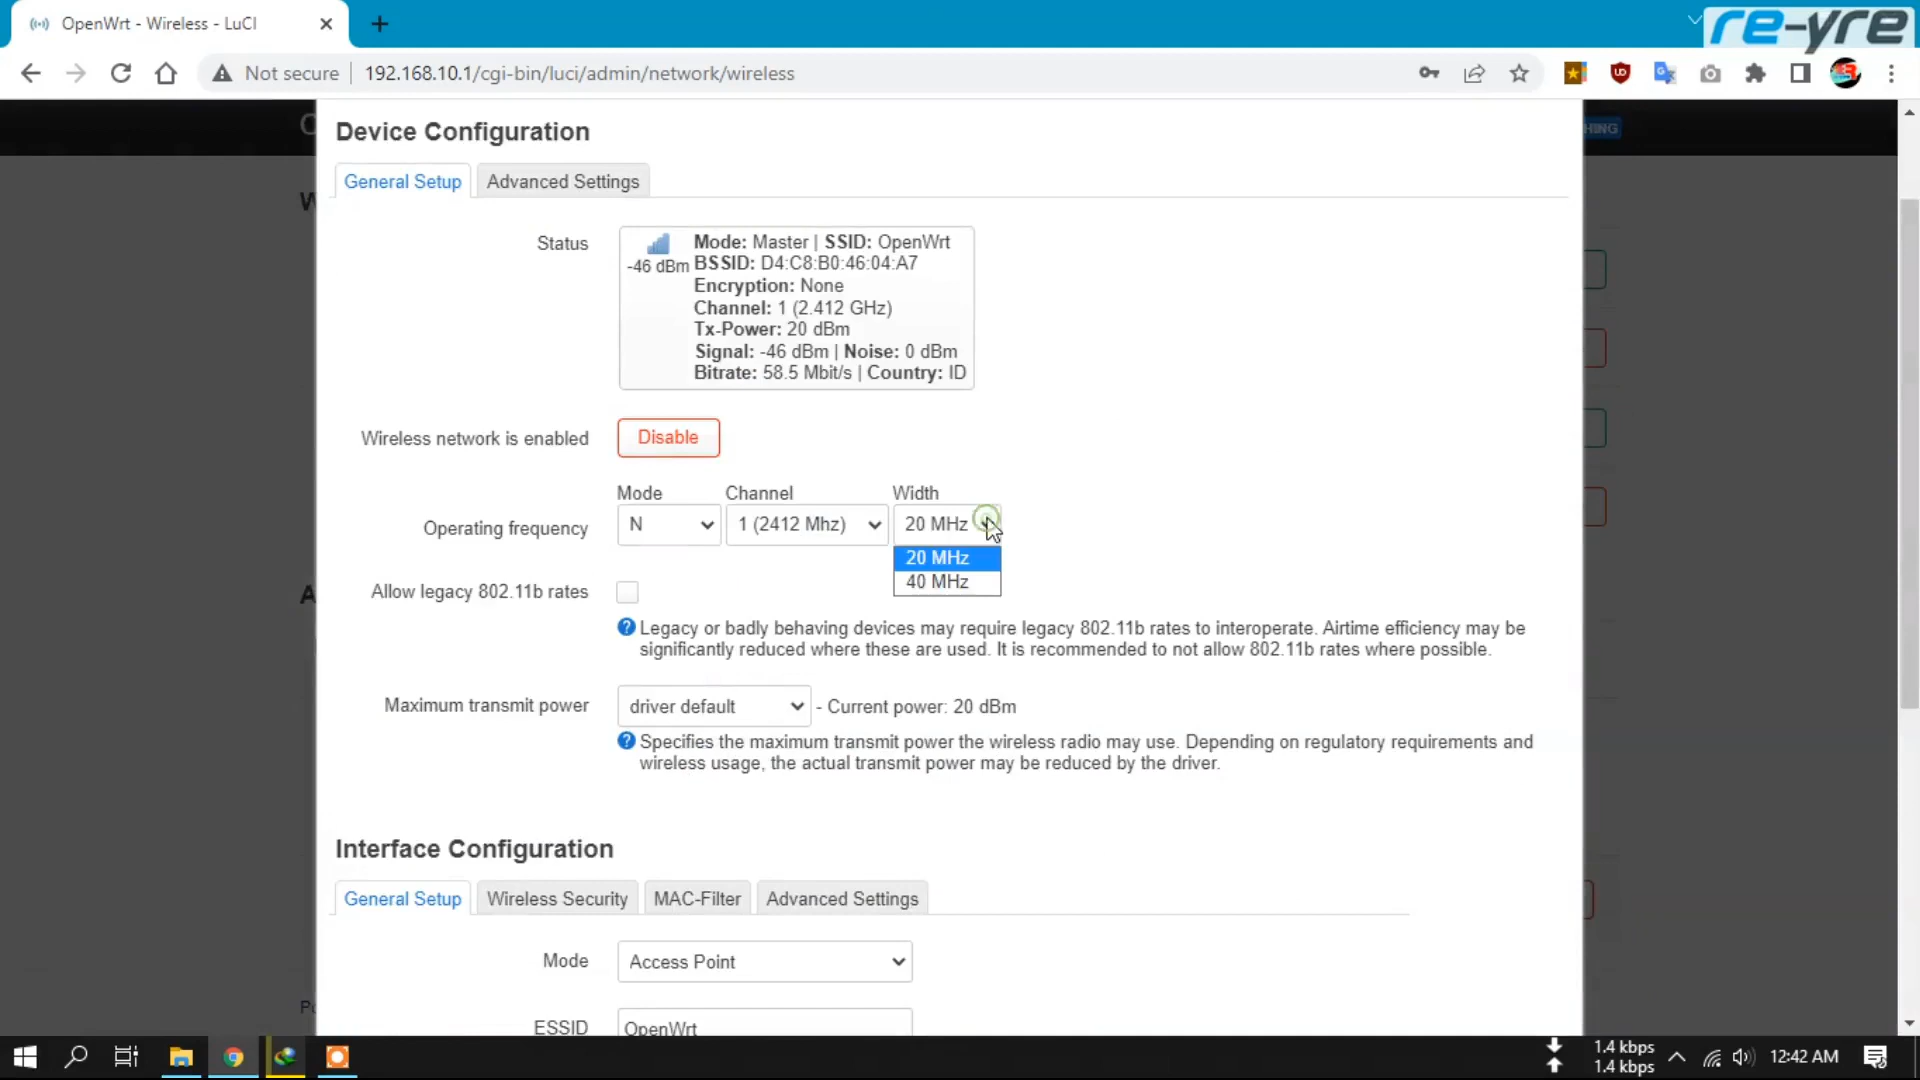 OpenWrt - Wireless - LuCI
re-yre
Not secure
192.168.10.1/cgi-bin/luci/admin/network/wireless
Device Configuration
General Setup
Advanced Settings
Status
-46 dBm
Mode: Master | SSID: OpenWrt
BSSID: D4:C8:B0:46:04:A7
Encryption: None
Channel: 1 (2.412 GHz)
Tx-Power: 20 dBm
Signal: -46 dBm | Noise: 0 dBm
Bitrate: 58.5 Mbit/s | Country: ID
Wireless network is enabled
Disable
Mode
Channel
Width
Operating frequency
N
1 (2412 Mhz)
20 MHz
20 MHz
40 MHz
Allow legacy 802.11b rates
Legacy or badly behaving devices may require legacy 802.11b rates to interoperate. Airtime efficiency may be
significantly reduced where these are used. It is recommended to not allow 802.11b rates where possible.
Maximum transmit power
driver default
- Current power: 20 dBm
Specifies the maximum transmit power the wireless radio may use. Depending on regulatory requirements and
wireless usage, the actual transmit power may be reduced by the driver.
Interface Configuration
General Setup
Wireless Security
MAC-Filter
Advanced Settings
Mode
Access Point
ESSID
OpenWrt
1.4 kbps
1.4 kbps
12:42 AM